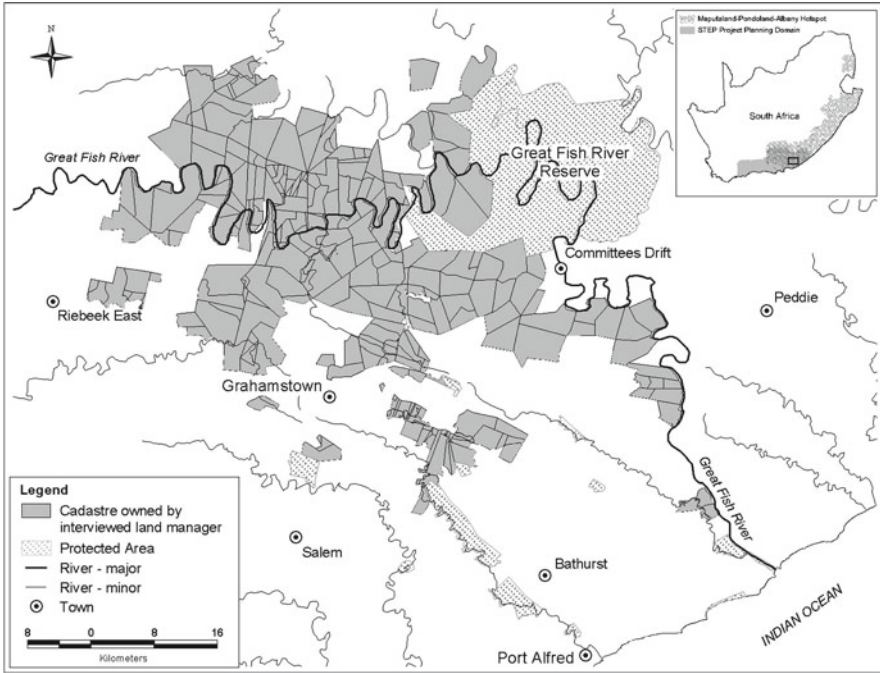 N
Maputaland-Pondoland-Albany Hotspot
STEP Project Planning Domain
South Africa
Great Fish River
Great Fish River
Reserve
Committees Drift
Peddie
Riebeek East
Grahamstown
Great Fish River
Salem
Bathurst
Port Alfred
INDIAN OCEAN
Legend
Cadastre owned by
interviewed land manager
Protected Area
River - major
River - minor
Town
8 0 8 16
Kilometers